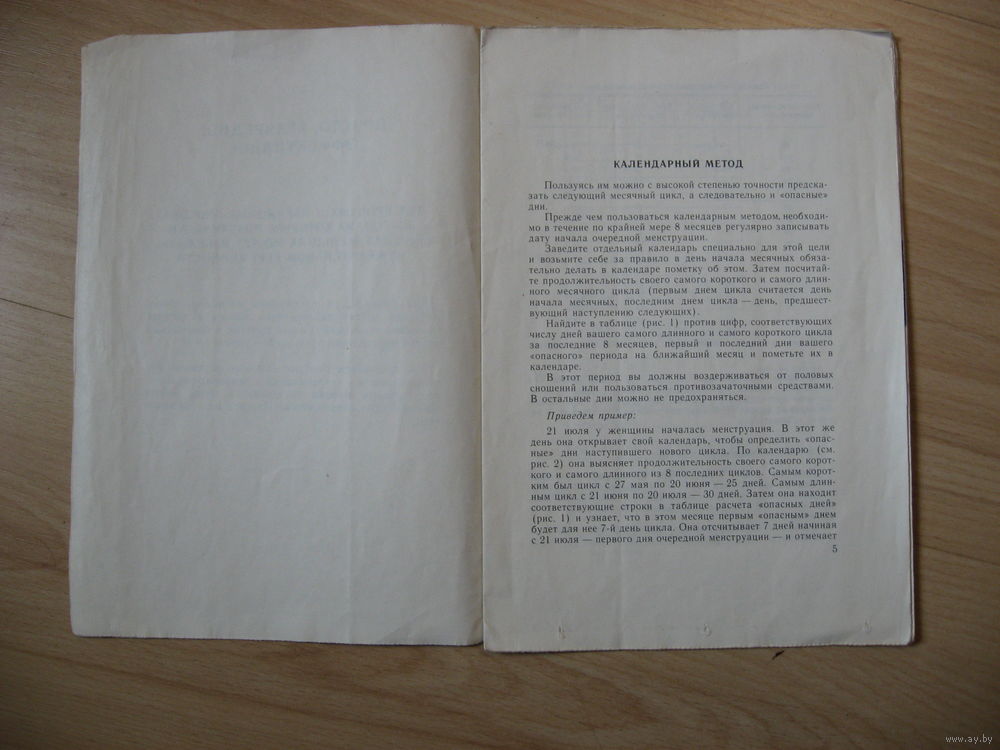 КАЛЕНДАРНЫЙ МЕТОД
Пользуясь им можно с высокой степенью точности предска-
зать следующий месячный цикл, а следовательно и «опасные»
дни.
Прежде чем пользоваться календарным методом, необходи-
мо в течение по крайней мере 8 месяцев регулярно записывать
дату начала очередной менструации.
Заведите отдельный календарь специально для этой цели
и возьмите себе за правило в день начала месячных обяза-
тельно делать в календаре пометку об этом. Затем посчитай-
те продолжительность своего самого короткого и самого длин-
ного месячного цикла (первым днем цикла считается день
начала месячных, последним днем цикла — день, предшест-
вующий наступлению следующих).
Найдите в таблице (рис. 1) против цифр, соответствующих
числу дней вашего самого длинного и самого короткого цикла
за последние 8 месяцев, первый и последний дни вашего
«опасного» периода на ближайший месяц и пометьте их в
календаре.
В этот период вы должны воздерживаться от половых
сношений или пользоваться противозачаточными средствами.
В остальные дни можно не предохраняться.
Приведем пример:
21 июля у женщины началась менструация. В этот же
день она открывает свой календарь, чтобы определить «опас-
ные» дни наступившего нового цикла. По календарю (см.
рис. 2) она выясняет продолжительность своего самого корот-
кого и самого длинного из 8 последних циклов. Самым корот-
ким был цикл с 27 мая по 20 июня — 25 дней. Самым длин-
ным цикл с 21 июня по 20 июля — 30 дней. Затем она находит
соответствующие строки в таблице расчета «опасных дней»
(рис. 1) и узнает, что в этом месяце первым «опасным» днем
будет для нее 7-й день цикла. Она отсчитывает 7 дней начиная
с 21 июля — первого дня очередной менструации — и отмечает
5
www.ay.by